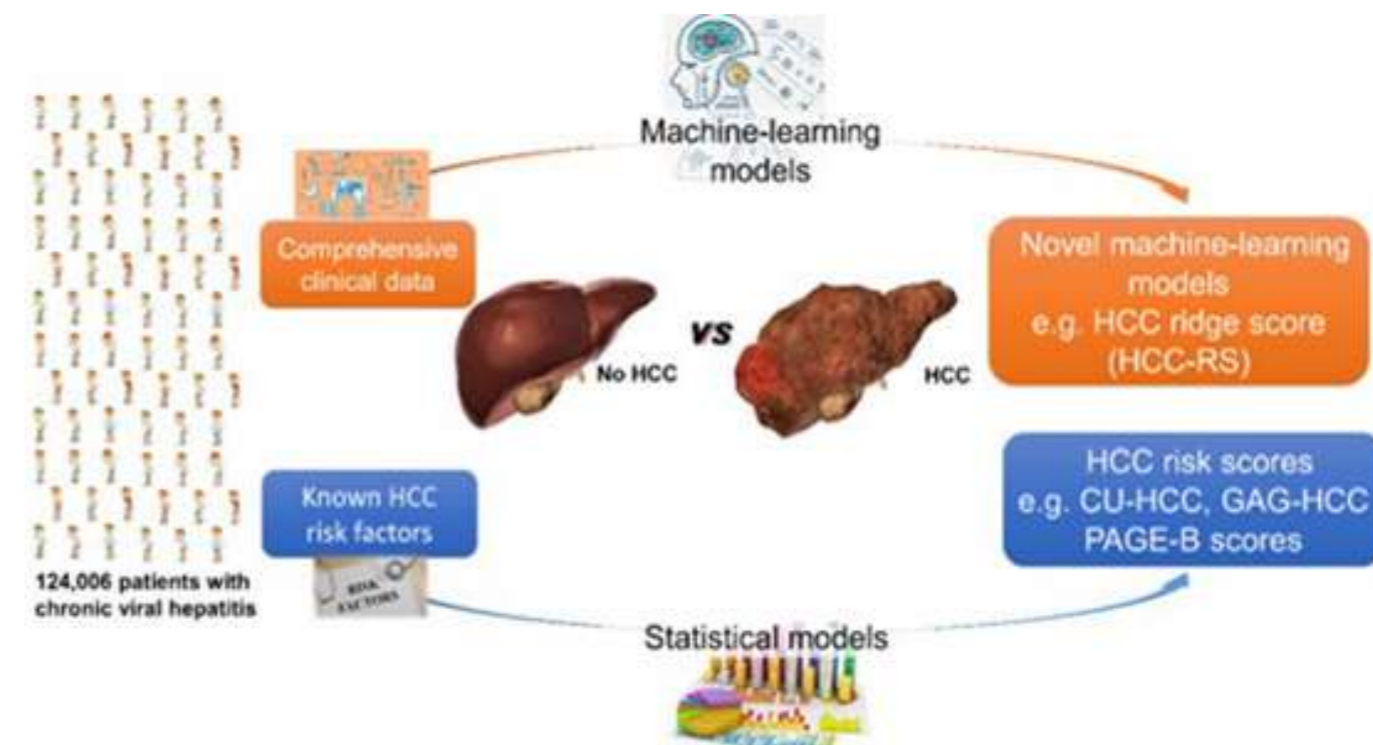 Machine-learning
models
Comprehensive
clinical data
Novel machine-learning
models
e.g. HCC ridge score
(HCC-RS)
No HCC
vs
HCC
Known HCC
risk factors
HCC risk scores
e.g. CU-HCC, GAG-HCC
PAGE-B scores
RISK
FACTORS
124,006 patients with
chronic viral hepatitis
Statistical models